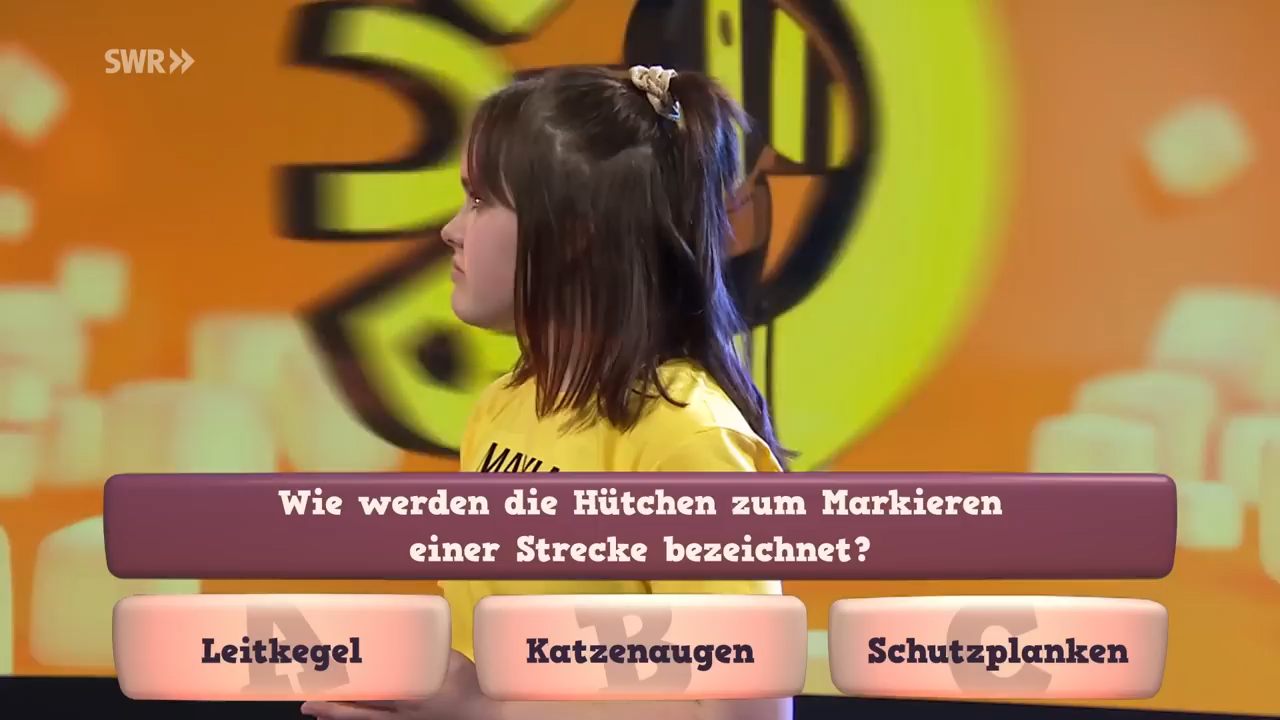 SWR
Wie werden die Hütchen zum Markieren
einer Strecke bezeichnet?
A
Leitkegel
B
Katzenaugen
C
Schutzplanken